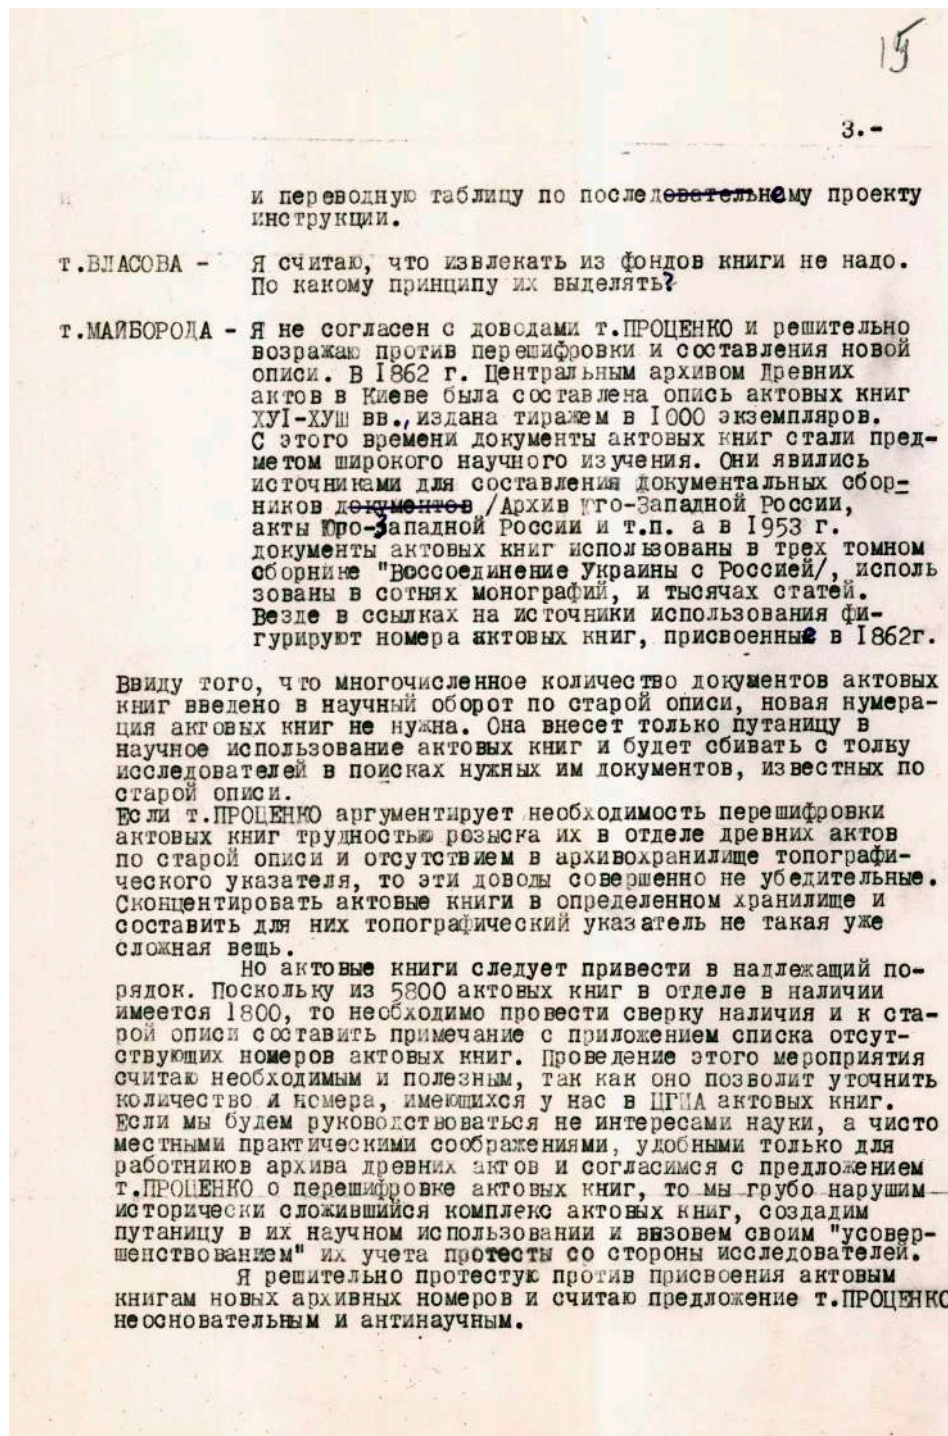 15
3.-
и переводную таблицу по последнему проекту
инструкции.
т.ВЛАСОВА - Я считаю, что извлекать из фондов книги не надо.
По какому принципу их выделять?
т.МАЙБОРОДА - Я не согласен с доводами т.ПРОЦЕНКО и решительно
возражаю против перешифровки и составления новой
описи. В 1862 г. Центральным архивом Древних
актов в Киеве была составлена опись актовых книг
ХУІ-ХУШ вв., издана тиражем в 1000 экземпляров.
С этого времени документы актовых книг стали пред-
метом широкого научного изучения. Они явились
источниками для составления документальных сбор-
ников документов /Архив Юго-Западной России,
акты Юго-Западной России и т.п. а в 1953 г.
документы актовых книг использованы в трех томном
сборнике "Воссоединение Украины с Россией/, исполь
зованы в сотнях монографий, и тысячах статей.
Везде в ссылках на источники использования фи-
гурируют номера актовых книг, присвоенные в 1862г.
Ввиду того, что многочисленное количество документов актовых
книг введено в научный оборот по старой описи, новая нумера-
ция актовых книг не нужна. Она внесет только путаницу в
научное использование актовых книг и будет сбивать с толку
исследователей в поисках нужных им документов, известных по
старой описи.
Если т.ПРОЦЕНКО аргументирует необходимость перешифровки
актовых книг трудностью розыска их в отделе древних актов
по старой описи и отсутствием в архивохранилище топографи-
ческого указателя, то эти доводы совершенно не убедительные.
Сконцентировать актовые книги в определенном хранилище и
составить для них топографический указатель не такая уже
сложная вещь.
Но актовые книги следует привести в надлежащий по-
рядок. Поскольку из 5800 актовых книг в отделе в наличии
имеется 1800, то необходимо провести сверку наличия и к ста-
рой описи составить примечание с приложением списка отсут-
ствующих номеров актовых книг. Проведение этого мероприятия
считаю необходимым и полезным, так как оно позволит уточнить
количество и номера, имеющихся у нас в ЦГИА актовых книг.
Если мы будем руководствоваться не интересами науки, а чисто
местными практическими соображениями, удобными только для
работников архива древних актов и согласимся с предложением
т.ПРОЦЕНКО о перешифровке актовых книг, то мы грубо нарушим
исторически сложившийся комплекс актовых книг, создадим
путаницу в их научном использовании и вызовем своим "усовер-
шенствованием" их учета протесты со стороны исследователей.
Я решительно протестую против присвоения актовым
книгам новых архивных номеров и считаю предложение т.ПРОЦЕНКО
неосновательным и антинаучным.